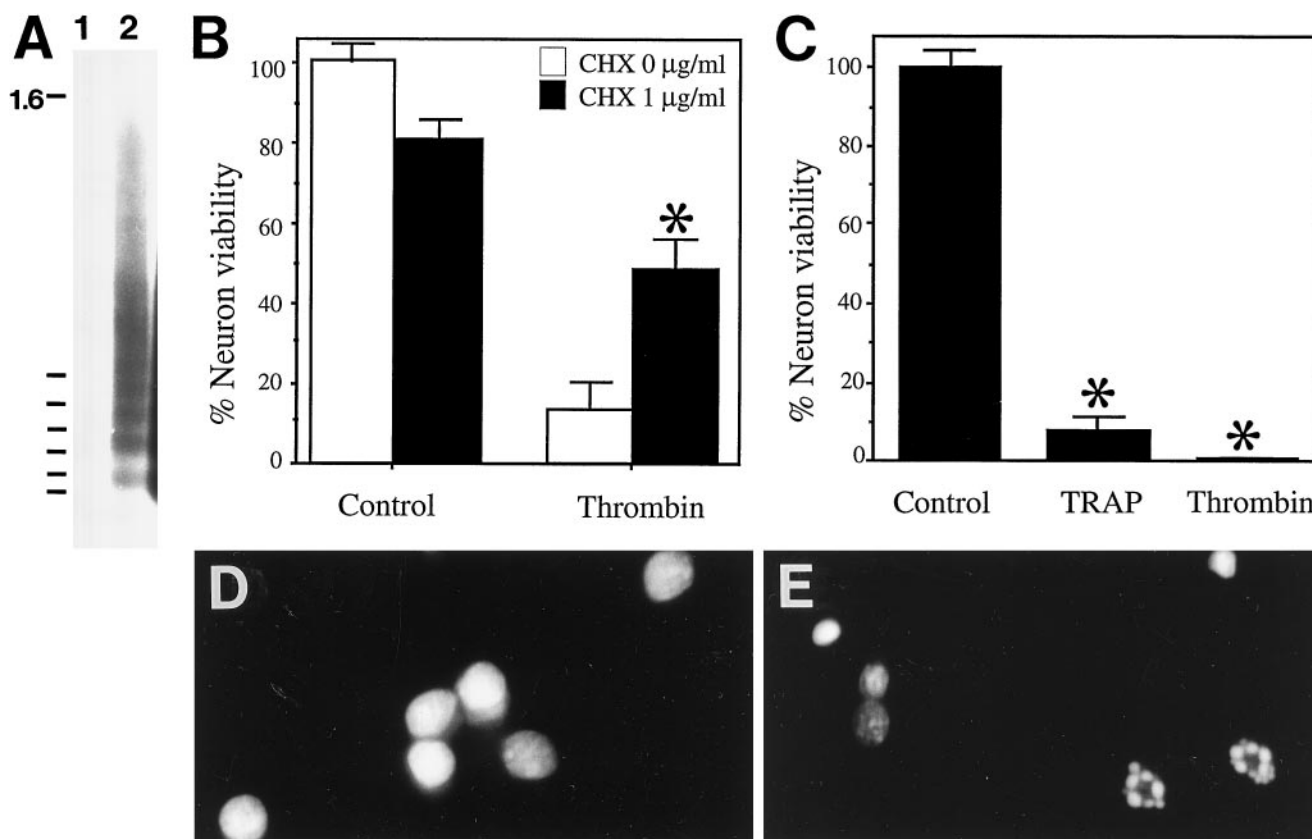 A
1 2
1.6
B
% Neuron viability
100
80
60
40
20
0
CHX 0 µg/ml
CHX 1 µg/ml
*
Control
Thrombin
C
% Neuron viability
100
80
60
40
20
0
*
*
Control
TRAP
Thrombin
D
E